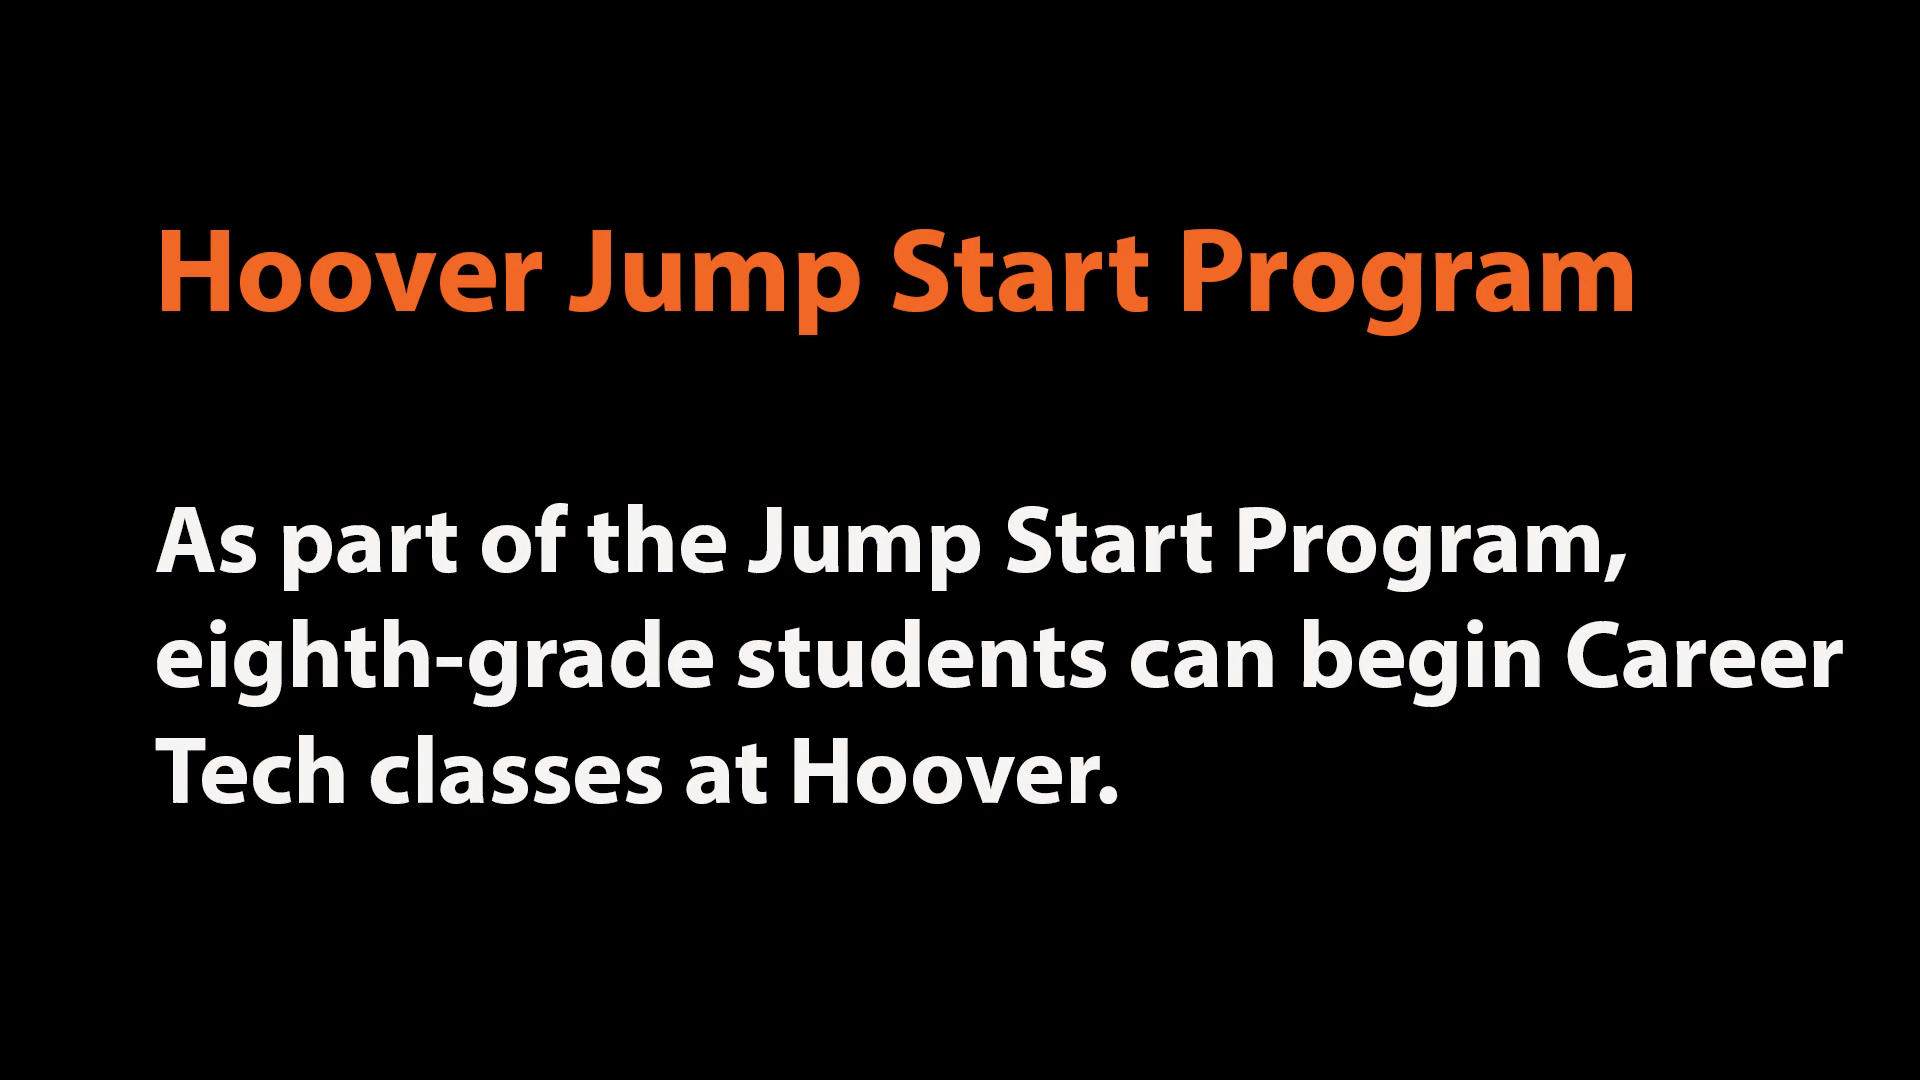 Hoover Jump Start Program
As part of the Jump Start Program,
eighth-grade students can begin Career
Tech classes at Hoover.